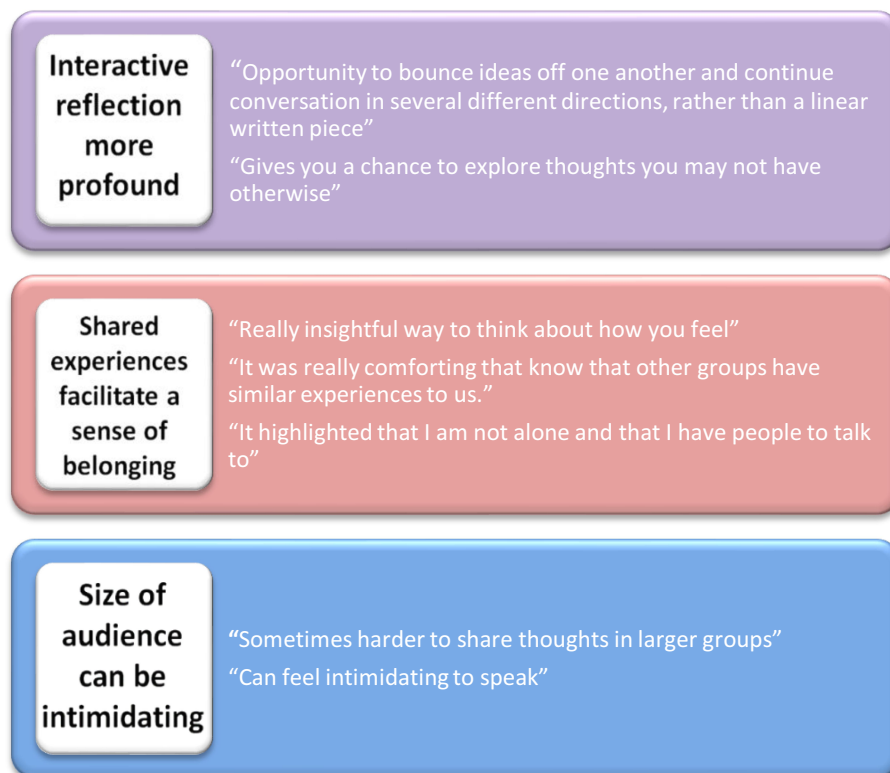 Interactive
reflection
more
profound
“Opportunity to bounce ideas off one another and continue
conversation in several different directions, rather than a linear
written piece”
“Gives you a chance to explore thoughts you may not have
otherwise”
Shared
experiences
facilitate a
sense of
belonging
“Really insightful way to think about how you feel”
“It was really comforting that know that other groups have
similar experiences to us.”
“It highlighted that I am not alone and that I have people to talk
to”
Size of
audience
can be
intimidating
“Sometimes harder to share thoughts in larger groups”
“Can feel intimidating to speak”